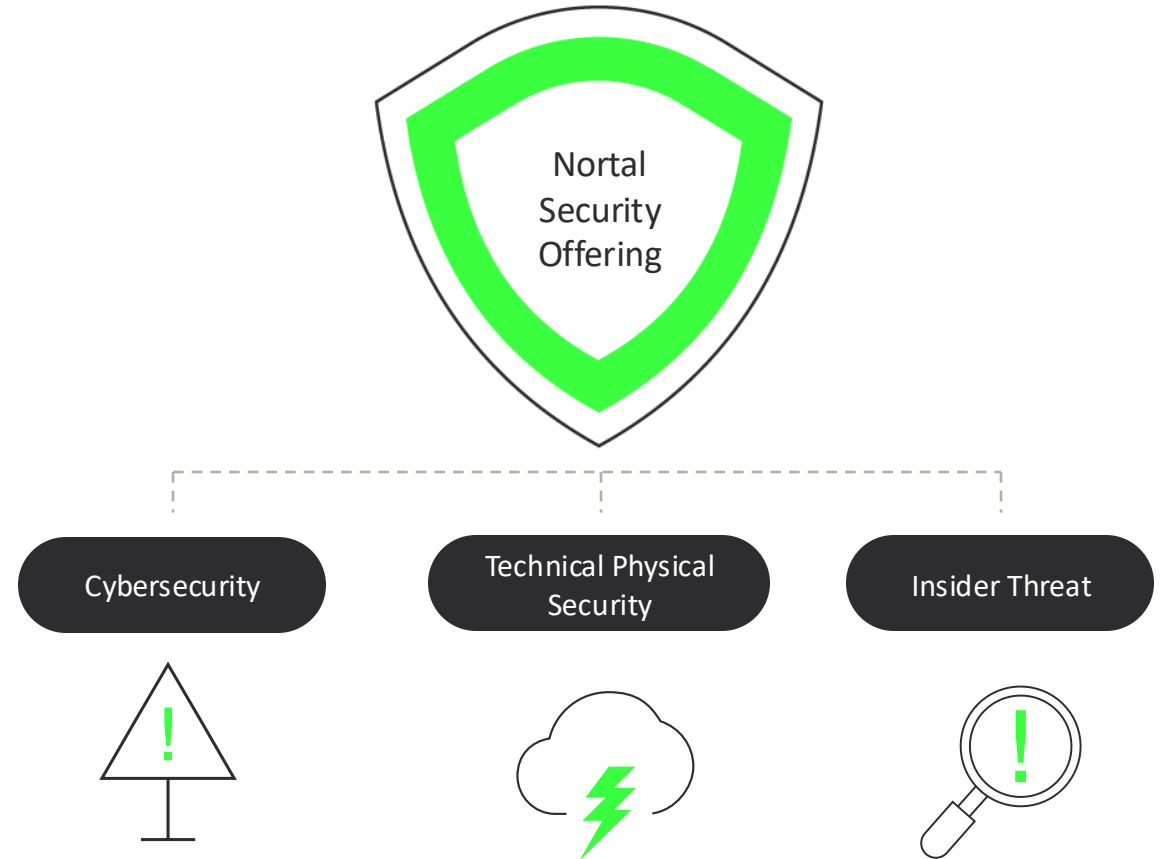 Nortal
Security
Offering
Cybersecurity
Technical Physical
Security
Insider Threat
!
!